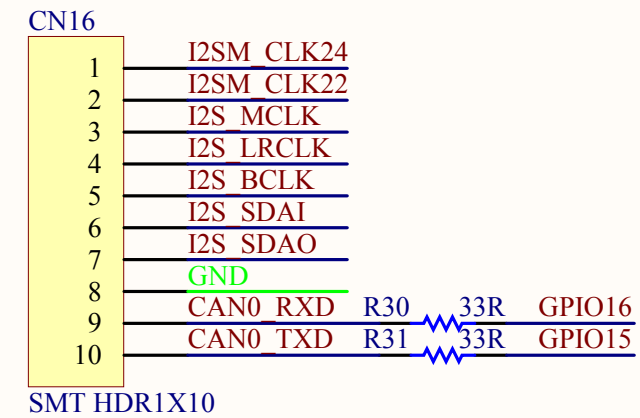 CN16
1 I2SM_CLK24
2 I2SM_CLK22
3 I2S_MCLK
4 I2S_LRCLK
5 I2S_BCLK
6 I2S_SDAI
7 I2S_SDAO
8 GND
9 CAN0_RXD R30 33R GPIO16
10 CAN0_TXD R31 33R GPIO15
SMT HDR1X10